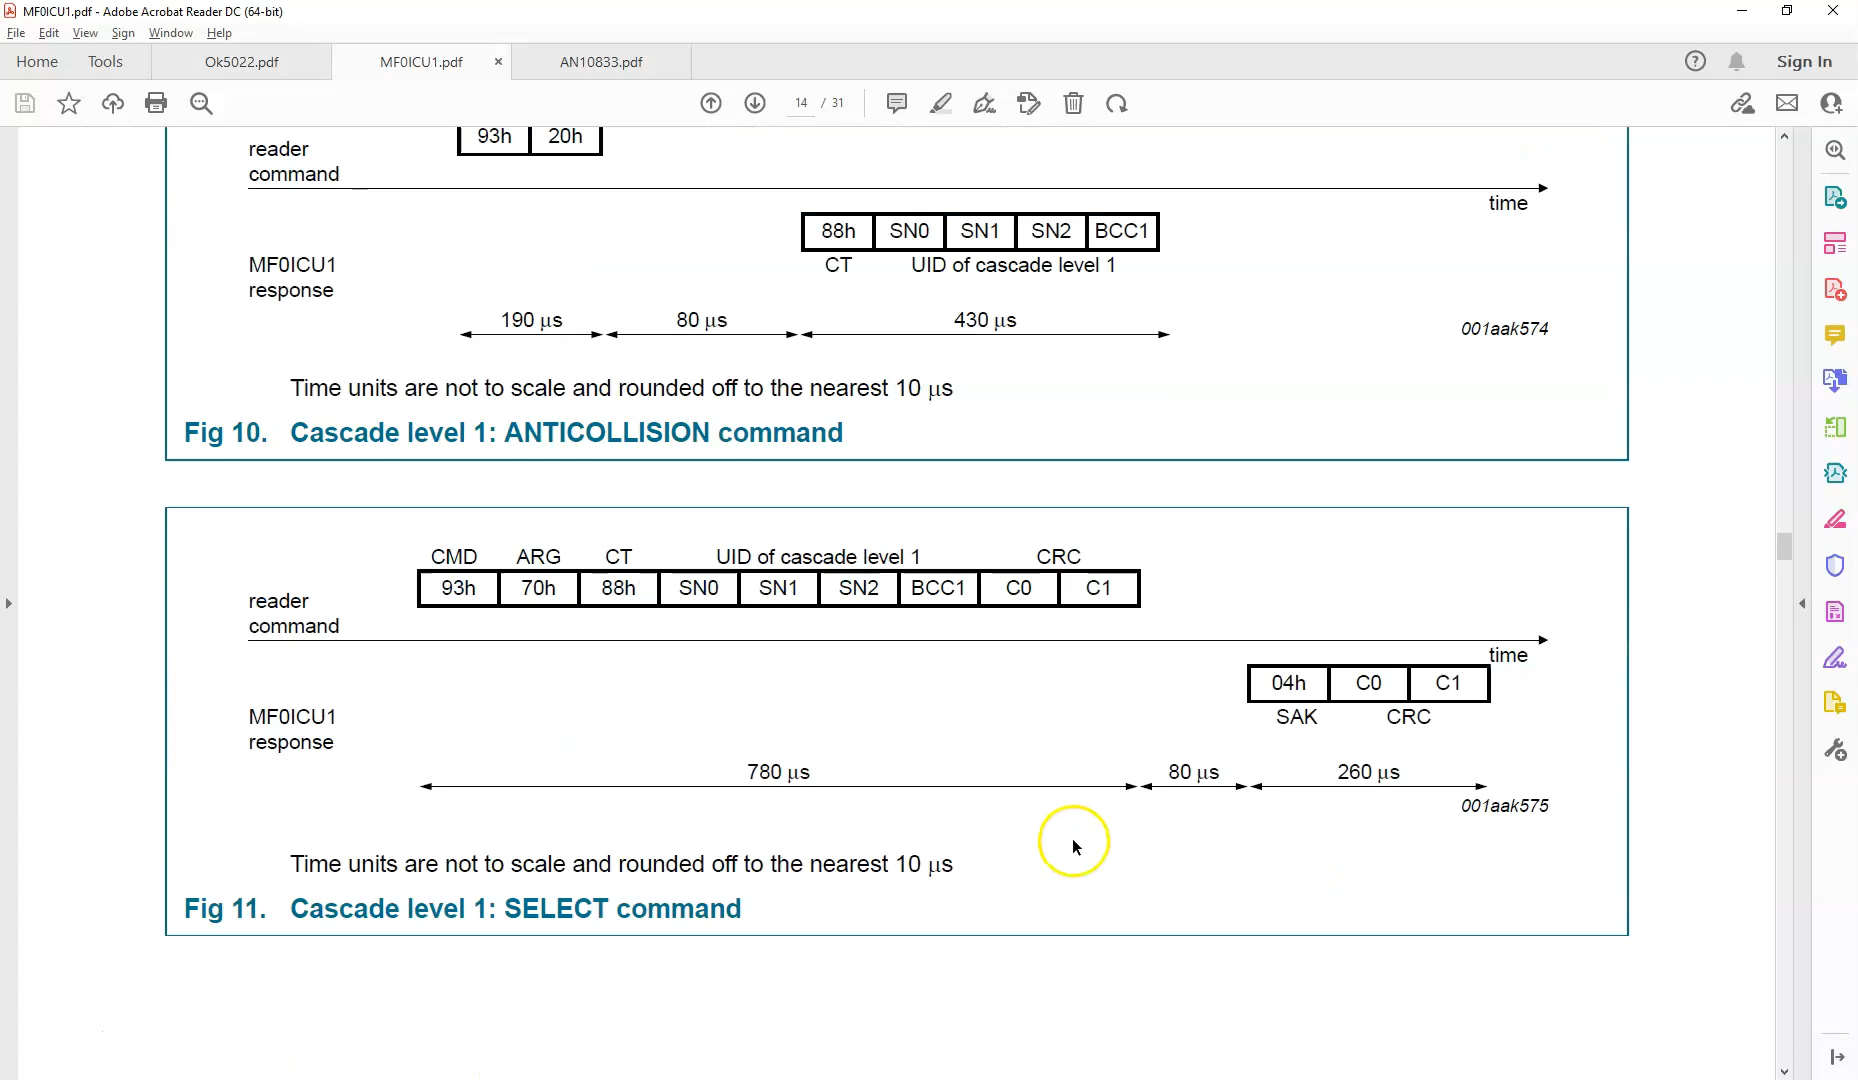 MF0ICU1.pdf - Adobe Acrobat Reader DC (64-bit)
File Edit View Sign Window Help
Home Tools Ok5022.pdf MF0ICU1.pdf × AN10833.pdf Sign In
14 / 31
93h 20h
reader
command
time
88h SN0 SN1 SN2 BCC1
CT UID of cascade level 1
MF0ICU1
response
190 µs 80 µs 430 µs
001aak574
Time units are not to scale and rounded off to the nearest 10 µs
Fig 10. Cascade level 1: ANTICOLLISION command
CMD ARG CT UID of cascade level 1 CRC
93h 70h 88h SN0 SN1 SN2 BCC1 C0 C1
reader
command
time
04h C0 C1
SAK CRC
MF0ICU1
response
780 µs 80 µs 260 µs
001aak575
Time units are not to scale and rounded off to the nearest 10 µs
Fig 11. Cascade level 1: SELECT command